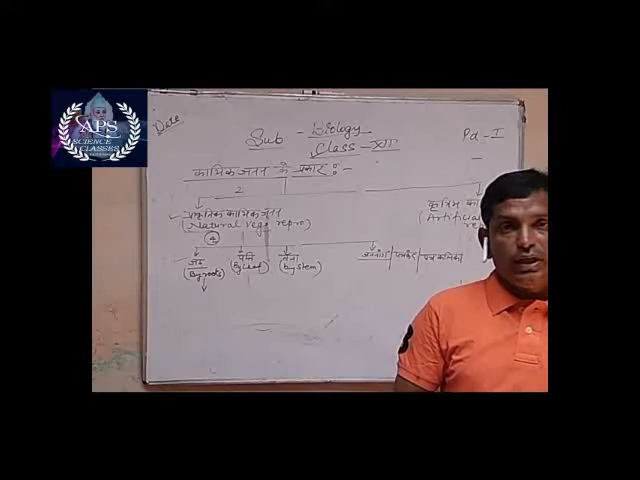 APS
SCIENCE
CLASSES
Date
Sub - biology
Class - XII
Pd - I
कायिक जनन के प्रकार :-
2
प्राकृतिक कायिक जनन
(Natural vege repro)
कृत्रिम का
(Artificial
re
4
जड़
(By roots)
पत्ति
(By Leaf)
तना
(by stem)